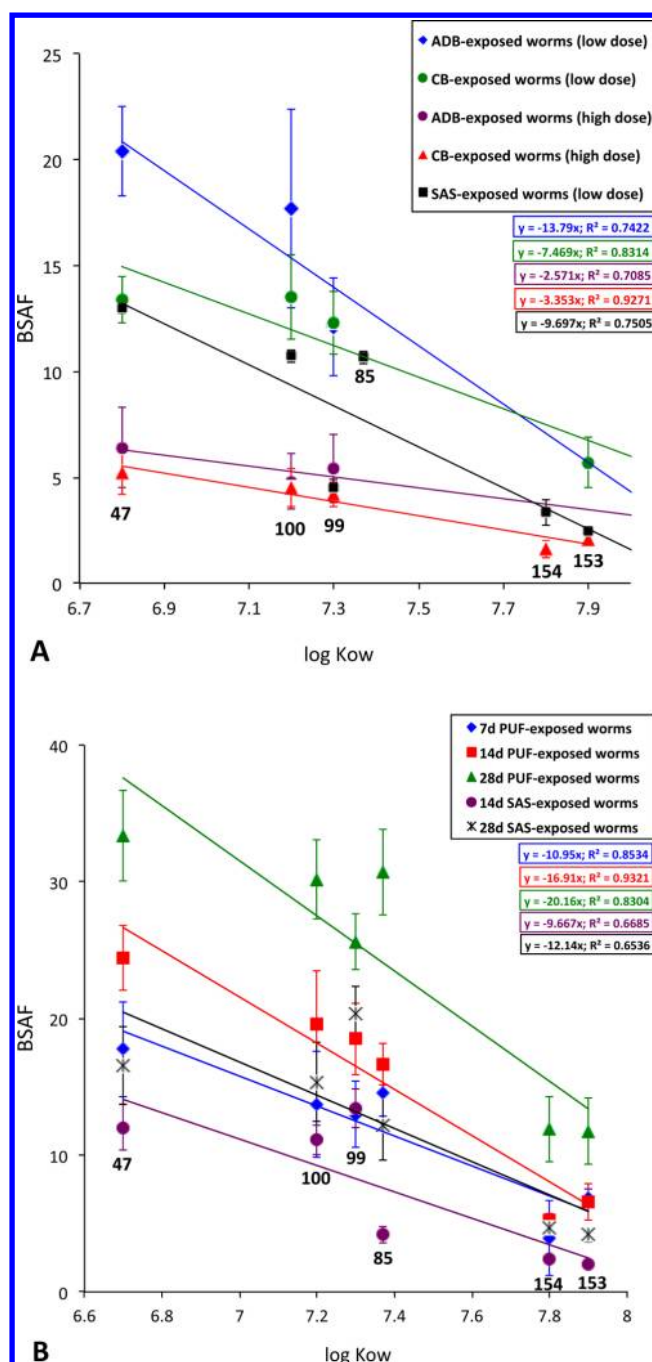 ADB-exposed worms (low dose)
CB-exposed worms (low dose)
ADB-exposed worms (high dose)
CB-exposed worms (high dose)
SAS-exposed worms (low dose)
y = -13.79x; R² = 0.7422
y = -7.469x; R² = 0.8314
y = -2.571x; R² = 0.7085
y = -3.353x; R² = 0.9271
y = -9.697x; R² = 0.7505
25
20
15
10
5
0
BSAF
85
47
100
99
154
153
6.7 6.9 7.1 7.3 7.5 7.7 7.9
A
log Kow
7d PUF-exposed worms
14d PUF-exposed worms
28d PUF-exposed worms
14d SAS-exposed worms
28d SAS-exposed worms
y = -10.95x; R² = 0.8534
y = -16.91x; R² = 0.9321
y = -20.16x; R² = 0.8304
y = -9.667x; R² = 0.6685
y = -12.14x; R² = 0.6536
40
30
20
10
0
BSAF
47
100
99
85
154
153
6.6 6.8 7 7.2 7.4 7.6 7.8 8
B
log Kow